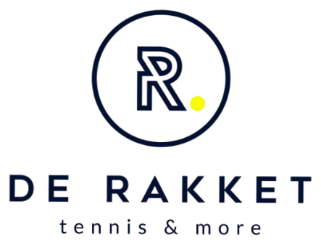 R.
DE RAKKET
tennis & more